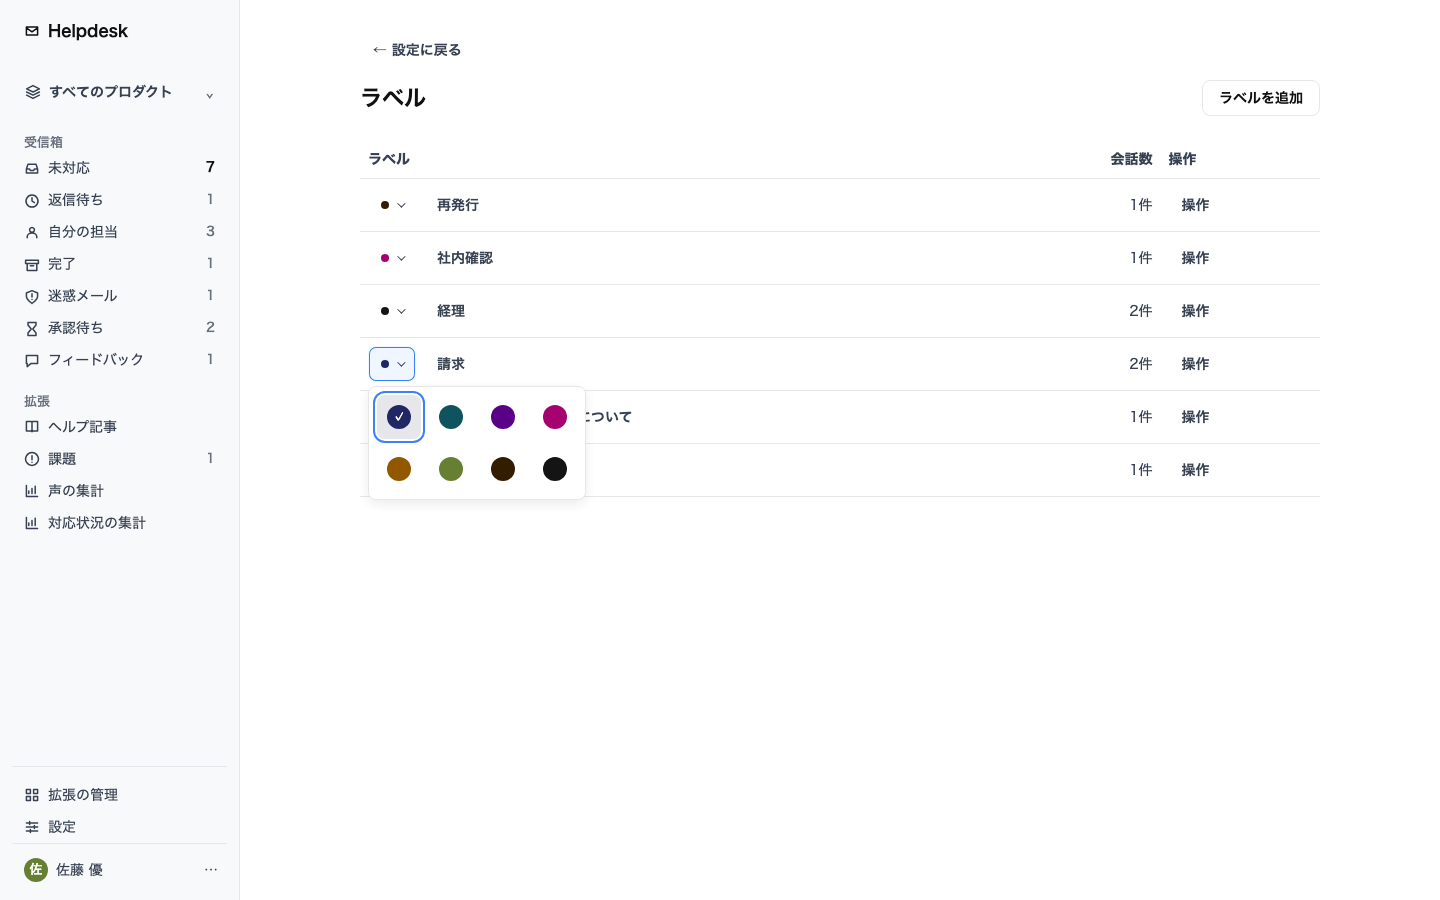 Helpdesk
すべてのプロダクト
受信箱
未対応 7
返信待ち 1
自分の担当 3
完了 1
迷惑メール 1
承認待ち 2
フィードバック 1
拡張
ヘルプ記事
課題 1
声の集計
対応状況の集計
拡張の管理
設定
佐 佐藤 優 …
← 設定に戻る
ラベル
ラベルを追加
ラベル 会話数 操作
再発行 1件 操作
社内確認 1件 操作
経理 2件 操作
請求 2件 操作
について 1件 操作
1件 操作